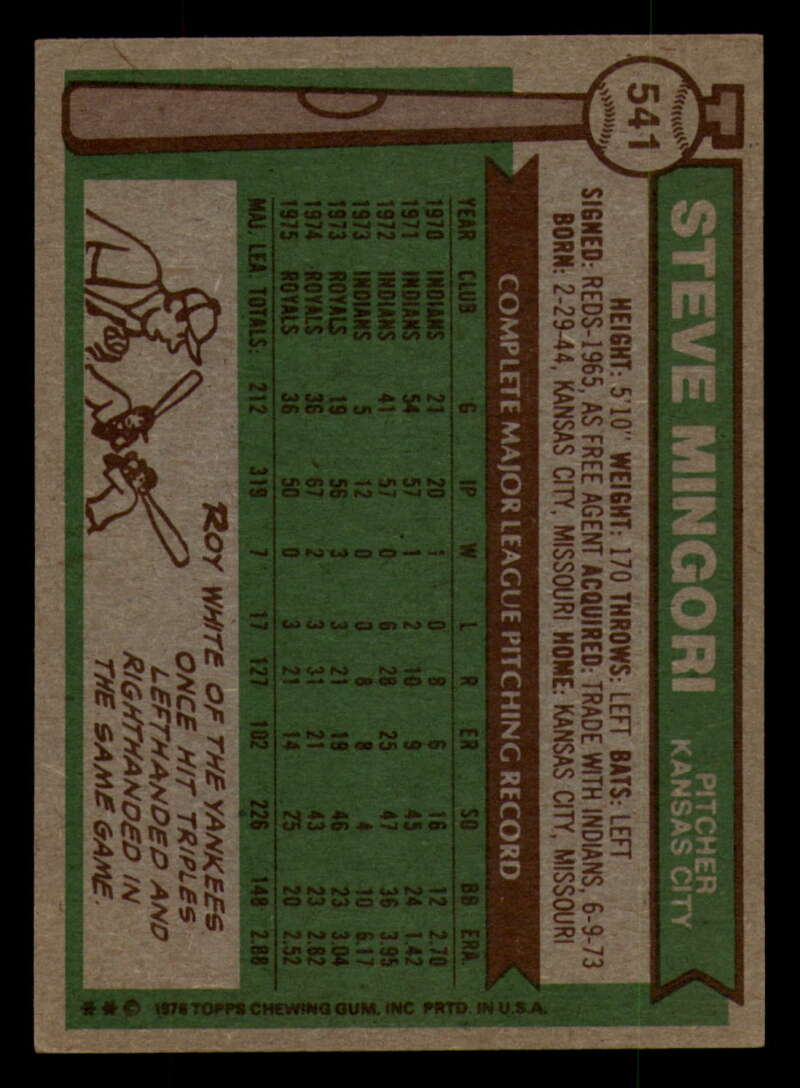 541
STEVE MINGORI
PITCHER
KANSAS CITY
HEIGHT: 5'10" WEIGHT: 170 THROWS: LEFT BATS: LEFT
SIGNED: REDS-1965, AS FREE AGENT ACQUIRED: TRADE WITH INDIANS, 6-9-73
BORN: 2-29-44, KANSAS CITY, MISSOURI HOME: KANSAS CITY, MISSOURI
COMPLETE MAJOR LEAGUE PITCHING RECORD
YEAR CLUB G IP W L R ER SO BB ERA
1970 INDIANS 21 20 1 0 8 6 16 12 2.70
1971 INDIANS 54 57 1 2 10 9 45 24 1.42
1972 INDIANS 41 57 0 6 28 25 47 36 3.95
1973 INDIANS 5 12 0 0 8 8 4 10 6.17
1973 ROYALS 19 56 3 3 21 19 46 23 3.04
1974 ROYALS 36 67 2 3 31 21 43 23 2.82
1975 ROYALS 36 50 0 3 21 14 25 20 2.52
MAJ. LEA. TOTALS: 212 319 7 17 127 102 226 148 2.88
ROY WHITE OF THE YANKEES
ONCE HIT TRIPLES
LEFTHANDED AND
RIGHTHANDED IN
THE SAME GAME.
**© 1976 TOPPS CHEWING GUM, INC PRTD. IN U.S.A.